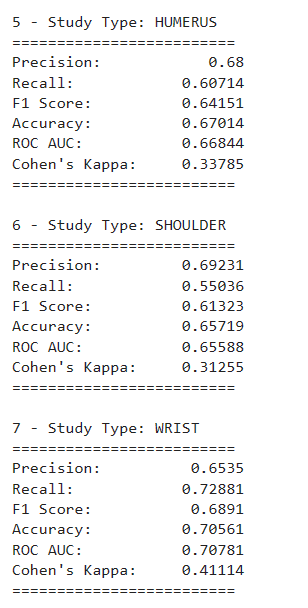 5 - Study Type: HUMERUS
=========================
Precision: 0.68
Recall: 0.60714
F1 Score: 0.64151
Accuracy: 0.67014
ROC AUC: 0.66844
Cohen's Kappa: 0.33785
=========================
6 - Study Type: SHOULDER
=========================
Precision: 0.69231
Recall: 0.55036
F1 Score: 0.61323
Accuracy: 0.65719
ROC AUC: 0.65588
Cohen's Kappa: 0.31255
=========================
7 - Study Type: WRIST
=========================
Precision: 0.6535
Recall: 0.72881
F1 Score: 0.6891
Accuracy: 0.70561
ROC AUC: 0.70781
Cohen's Kappa: 0.41114
=========================